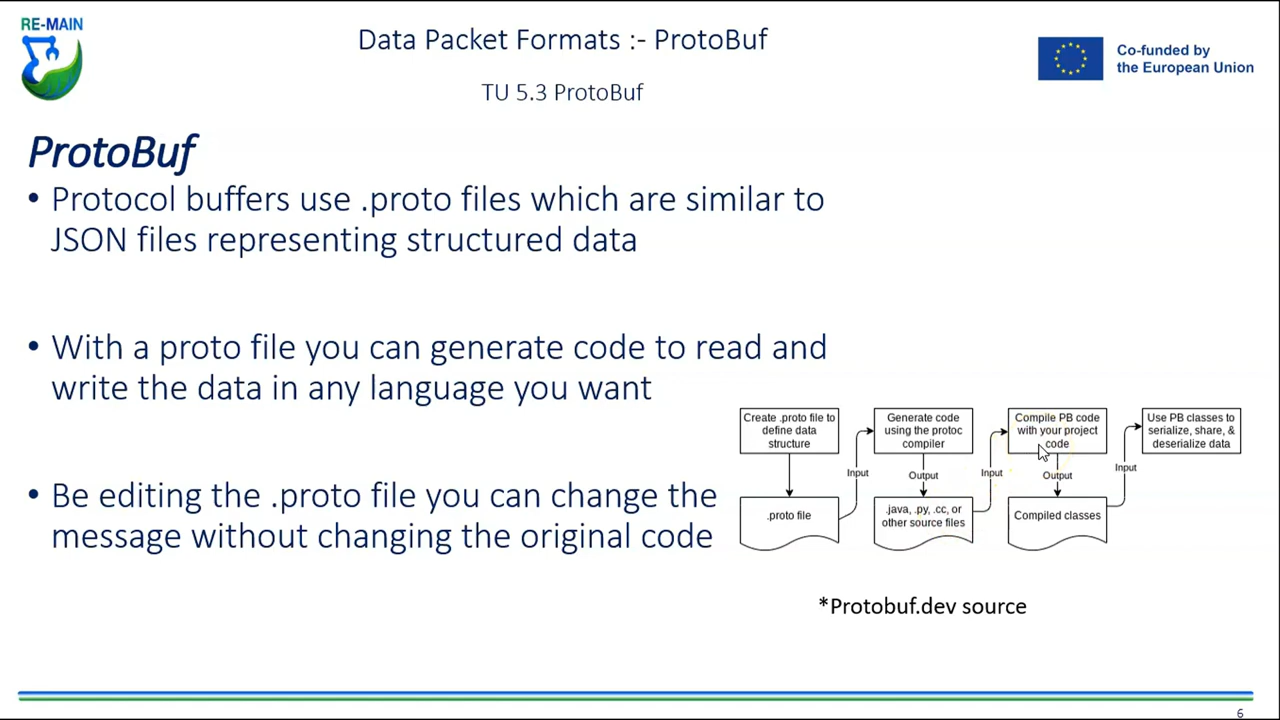 RE-MAIN
Data Packet Formats :- ProtoBuf
Co-funded by
the European Union
TU 5.3 ProtoBuf
ProtoBuf
• Protocol buffers use .proto files which are similar to
JSON files representing structured data
• With a proto file you can generate code to read and
write the data in any language you want
• Be editing the .proto file you can change the
message without changing the original code
Create .proto file to
define data
structure
Generate code
using the protoc
compiler
Compile PB code
with your project
code
Use PB classes to
serialize, share, &
deserialize data
Input
Output
Input
Output
Input
.proto file
.java, .py, .cc, or
other source files
Compiled classes
*Protobuf.dev source
6